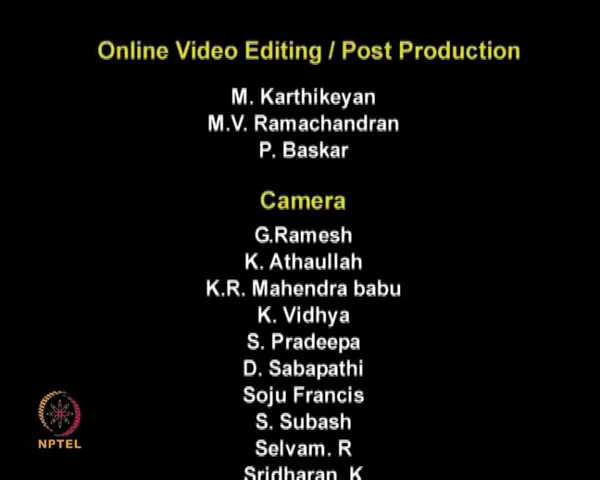 Online Video Editing / Post Production
M. Karthikeyan
M.V. Ramachandran
P. Baskar
Camera
G.Ramesh
K. Athaullah
K.R. Mahendra babu
K. Vidhya
S. Pradeepa
D. Sabapathi
Soju Francis
S. Subash
Selvam. R
Sridharan. K
NPTEL